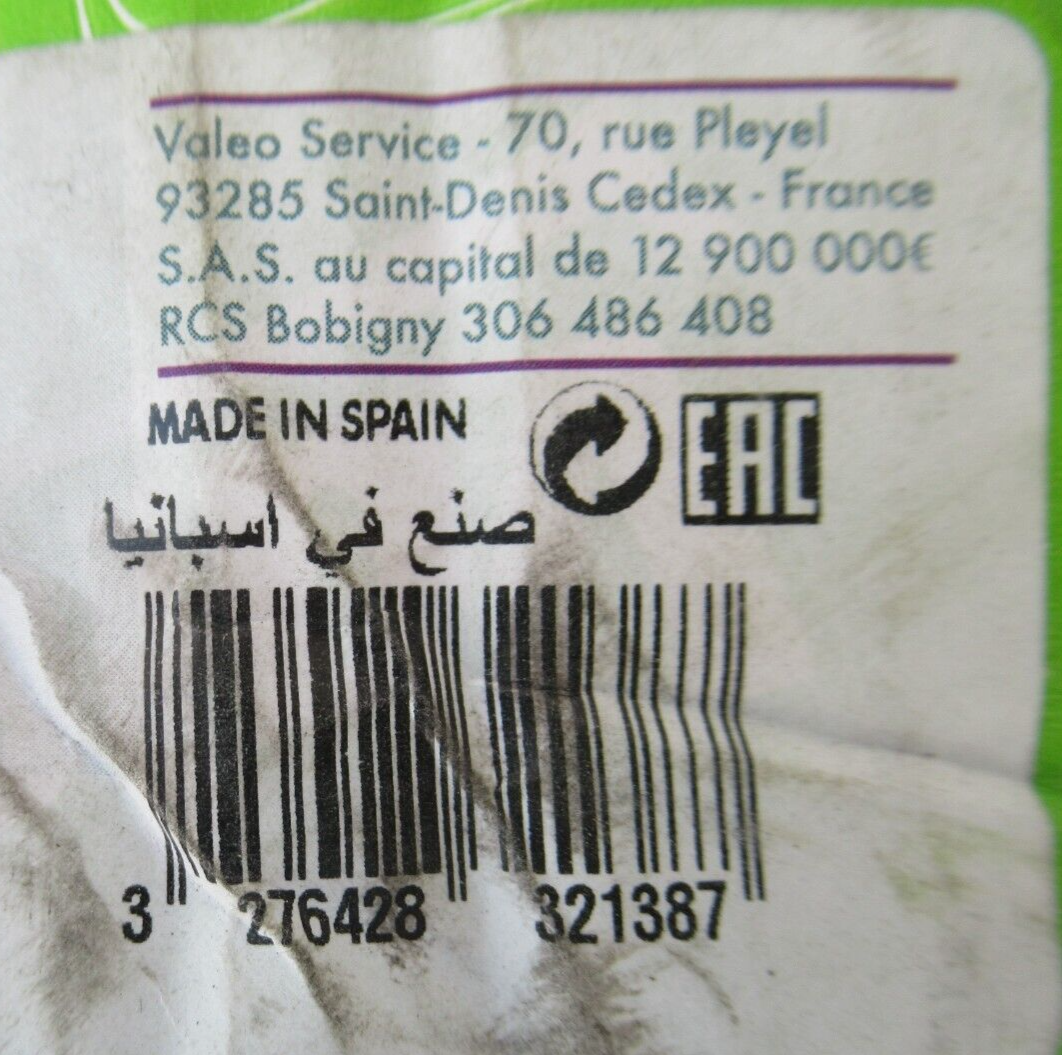 Valeo Service - 70, rue Pleyel
93285 Saint-Denis Cedex - France
S.A.S. au capital de 12 900 000€
RCS Bobigny 306 486 408
MADE IN SPAIN
EAC
صنع في اسبانيا
3 276428 321387